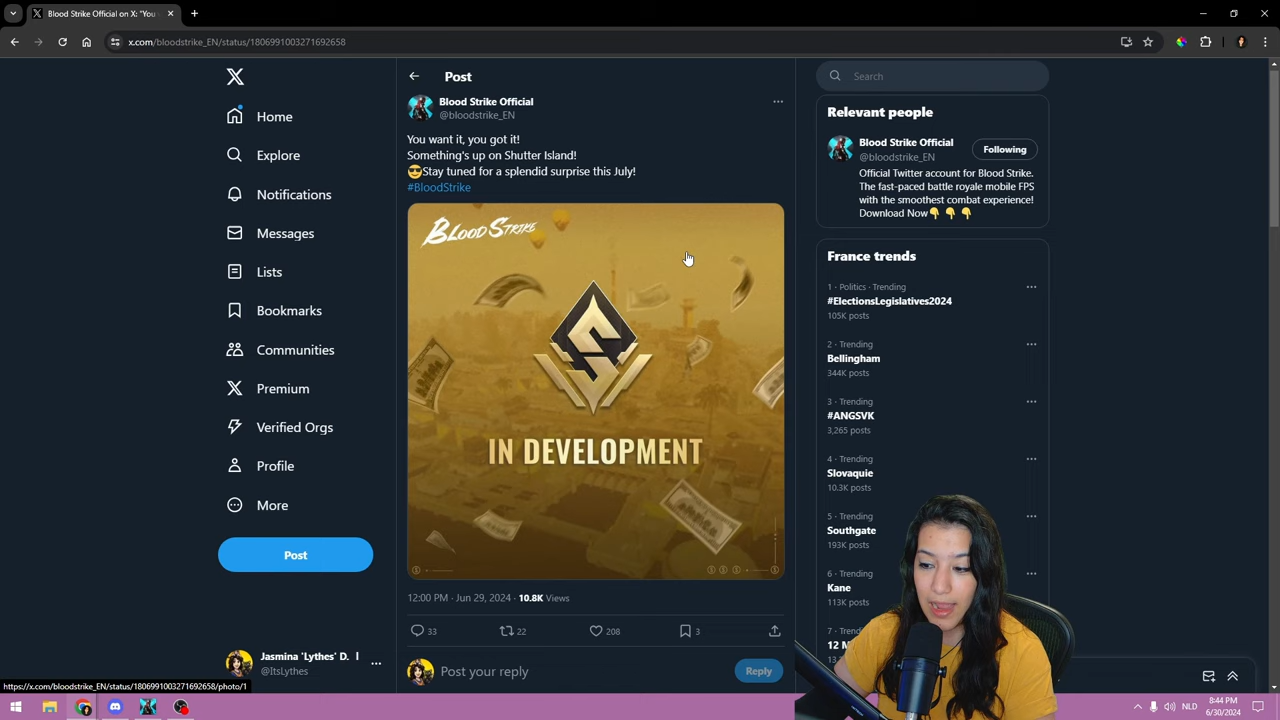 Blood Strike Official on X: "You w
x.com/bloodstrike_EN/status/1806991003271692658
Home
Explore
Notifications
Messages
Lists
Bookmarks
Communities
Premium
Verified Orgs
Profile
More
Post
Jasmina 'Lythes' D. |
@ItsLythes
https://x.com/bloodstrike_EN/status/1806991003271692658/photo/1
Post
Blood Strike Official
@bloodstrike_EN
You want it, you got it!
Something's up on Shutter Island!
😎Stay tuned for a splendid surprise this July!
#BloodStrike
BLOOD STRIKE
IN DEVELOPMENT
12:00 PM · Jun 29, 2024 · 10.8K Views
33
22
208
3
Post your reply
Reply
Search
Relevant people
Blood Strike Official
@bloodstrike_EN
Following
Official Twitter account for Blood Strike.
The fast-paced battle royale mobile FPS
with the smoothest combat experience!
Download Now👇👇👇
France trends
1 · Politics · Trending
#ElectionsLegislatives2024
105K posts
2 · Trending
Bellingham
344K posts
3 · Trending
#ANGSVK
3,265 posts
4 · Trending
Slovaquie
10.3K posts
5 · Trending
Southgate
193K posts
6 · Trending
Kane
113K posts
7 · Trending
12 M
NLD
8:44 PM
6/30/2024